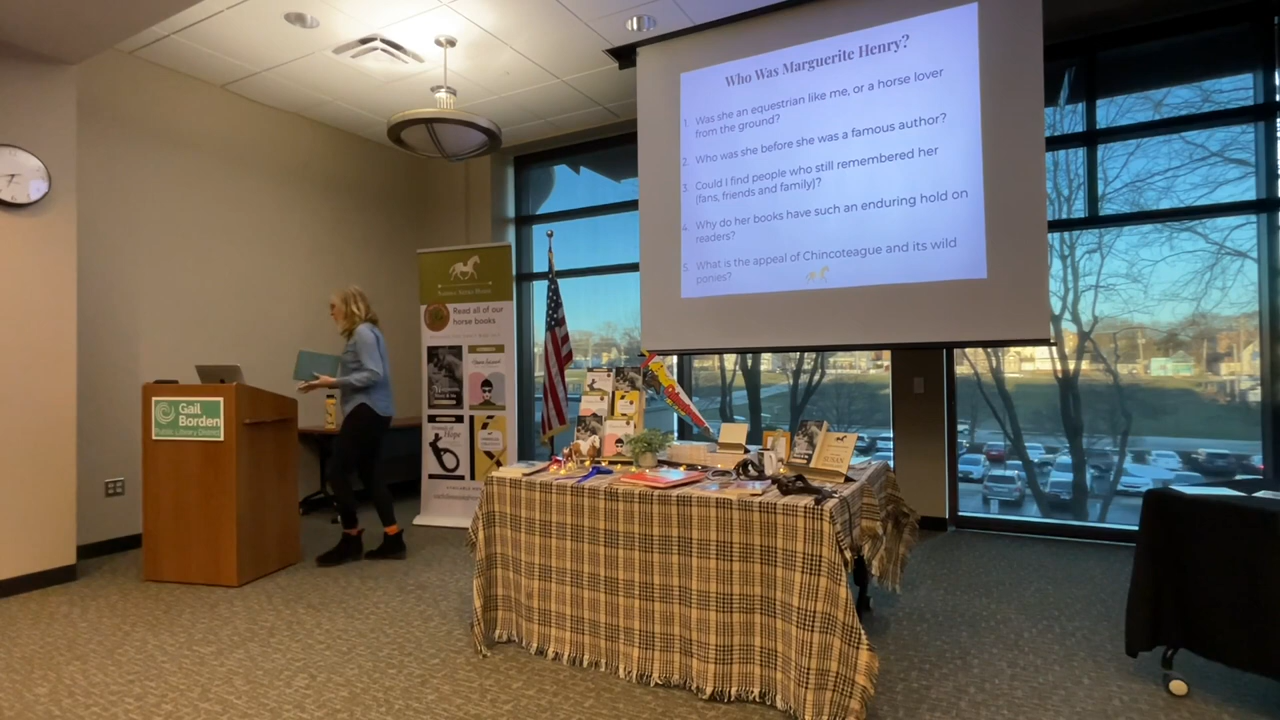 Who Was Marguerite Henry?
1. Was she an equestrian like me, or a horse lover
from the ground?
2. Who was she before she was a famous author?
3. Could I find people who still remembered her
(fans, friends and family)?
4. Why do her books have such an enduring hold on
readers?
5. What is the appeal of Chincoteague and its wild
ponies?
Read all of our
horse books
Hope
Gail
Borden
Public Library District
SUSAN